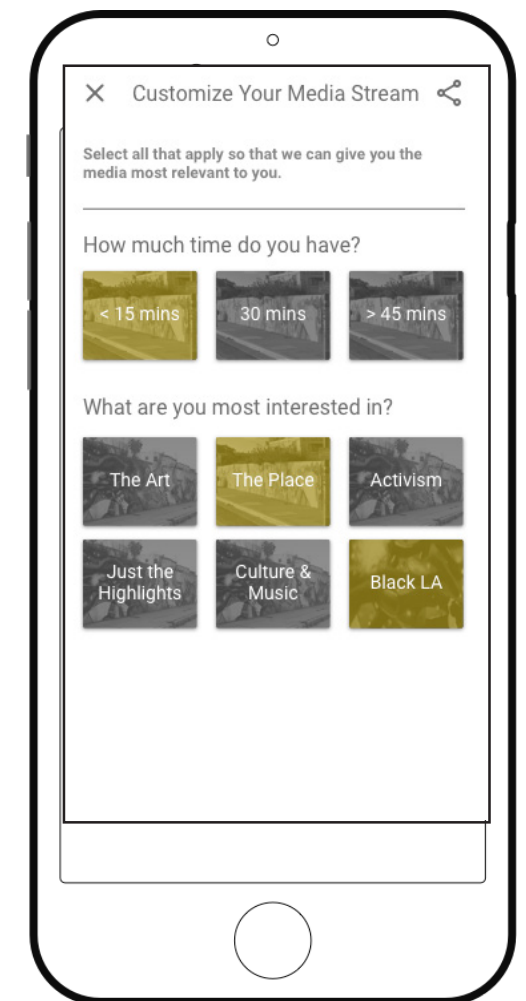 Customize Your Media Stream
Select all that apply so that we can give you the
media most relevant to you.
How much time do you have?
< 15 mins
30 mins
> 45 mins
What are you most interested in?
The Art
The Place
Activism
Just the
Highlights
Culture &
Music
Black LA